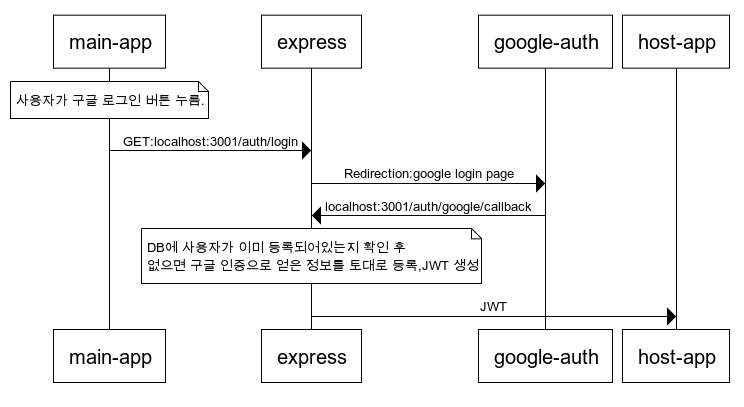 main-app
express
google-auth
host-app
사용자가 구글 로그인 버튼 누름.
GET:localhost:3001/auth/login
Redirection:google login page
localhost:3001/auth/google/callback
DB에 사용자가 이미 등록되어있는지 확인 후
없으면 구글 인증으로 얻은 정보를 토대로 등록,JWT 생성
JWT
main-app
express
google-auth
host-app